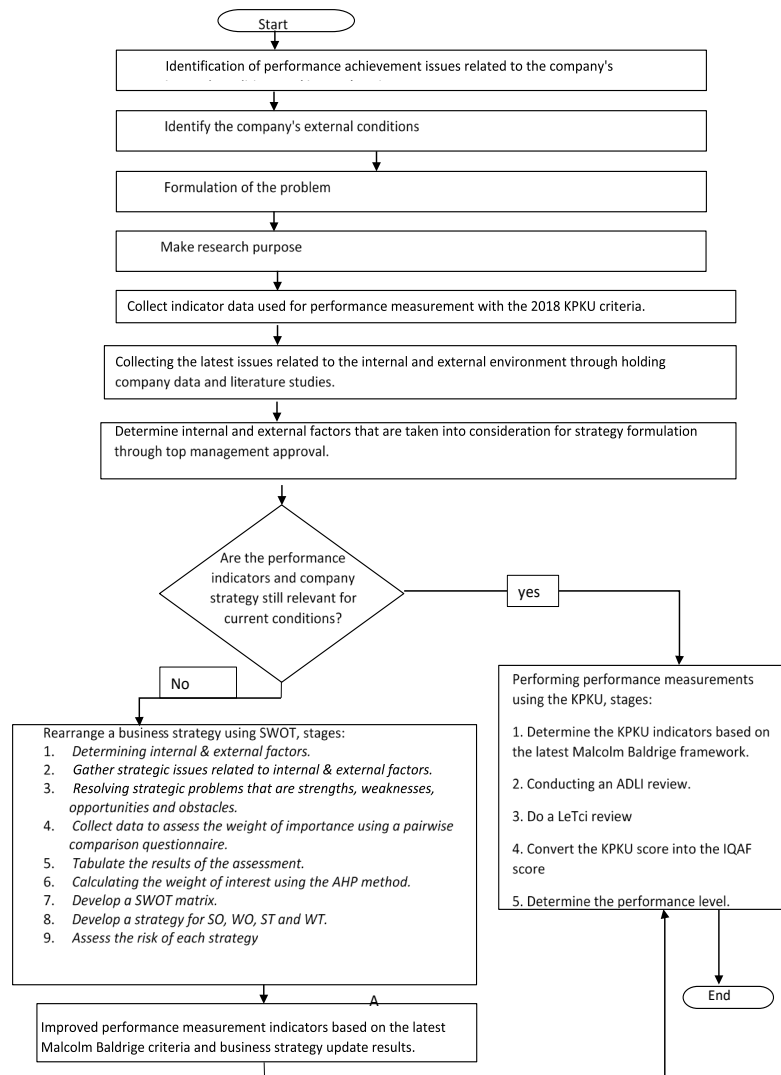 Start
Identification of performance achievement issues related to the company's
Identify the company's external conditions
Formulation of the problem
Make research purpose
Collect indicator data used for performance measurement with the 2018 KPKU criteria.
Collecting the latest issues related to the internal and external environment through holding
company data and literature studies.
Determine internal and external factors that are taken into consideration for strategy formulation
through top management approval.
Are the performance
indicators and company
strategy still relevant for
current conditions?
yes
No
Rearrange a business strategy using SWOT, stages:
1. Determining internal & external factors.
2. Gather strategic issues related to internal & external factors.
3. Resolving strategic problems that are strengths, weaknesses,
opportunities and obstacles.
4. Collect data to assess the weight of importance using a pairwise
comparison questionnaire.
5. Tabulate the results of the assessment.
6. Calculating the weight of interest using the AHP method.
7. Develop a SWOT matrix.
8. Develop a strategy for SO, WO, ST and WT.
9. Assess the risk of each strategy
Performing performance measurements
using the KPKU, stages:
1. Determine the KPKU indicators based on
the latest Malcolm Baldrige framework.
2. Conducting an ADLI review.
3. Do a LeTci review
4. Convert the KPKU score into the IQAF
score
5. Determine the performance level.
End
A
Improved performance measurement indicators based on the latest
Malcolm Baldrige criteria and business strategy update results.